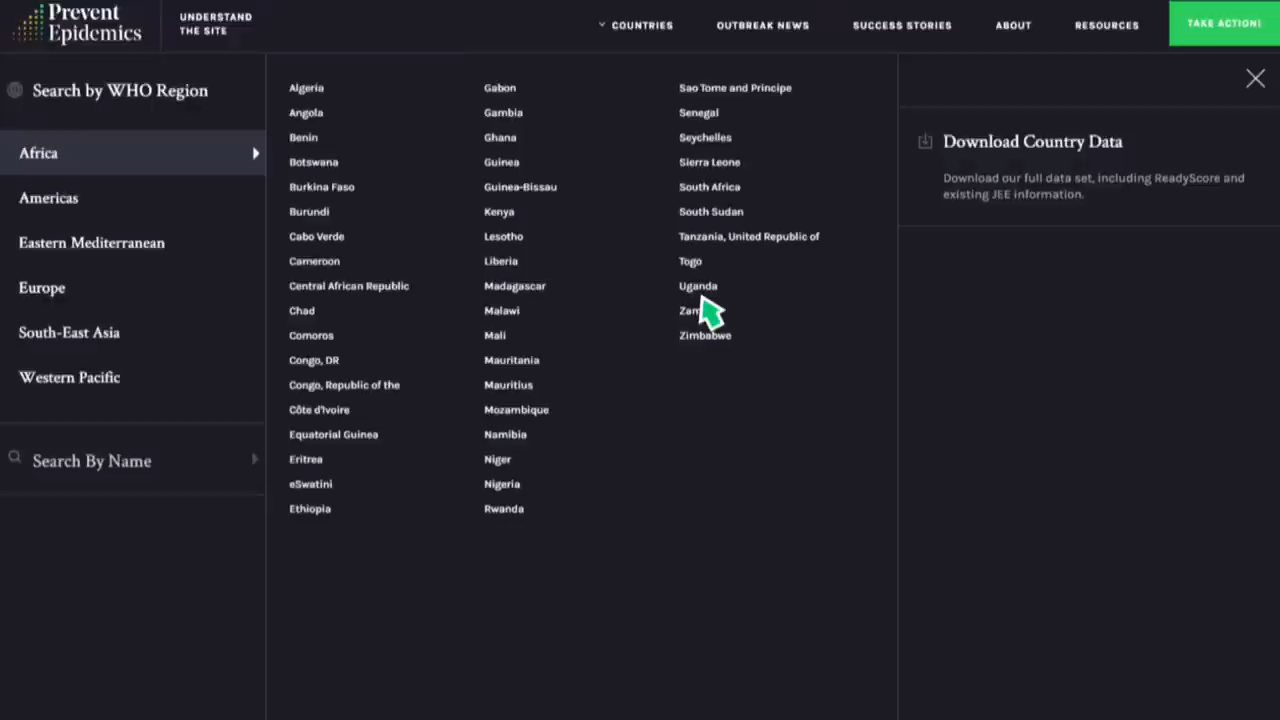 Prevent
Epidemics
UNDERSTAND
THE SITE
COUNTRIES
OUTBREAK NEWS
SUCCESS STORIES
ABOUT
RESOURCES
TAKE ACTION!
Search by WHO Region
Africa
Americas
Eastern Mediterranean
Europe
South-East Asia
Western Pacific
Search By Name
Algeria
Angola
Benin
Botswana
Burkina Faso
Burundi
Cabo Verde
Cameroon
Central African Republic
Chad
Comoros
Congo, DR
Congo, Republic of the
Côte d'Ivoire
Equatorial Guinea
Eritrea
eSwatini
Ethiopia
Gabon
Gambia
Ghana
Guinea
Guinea-Bissau
Kenya
Lesotho
Liberia
Madagascar
Malawi
Mali
Mauritania
Mauritius
Mozambique
Namibia
Niger
Nigeria
Rwanda
Sao Tome and Principe
Senegal
Seychelles
Sierra Leone
South Africa
South Sudan
Tanzania, United Republic of
Togo
Uganda
Zimbabwe
Download Country Data
Download our full data set, including ReadyScore and
existing JEE information.